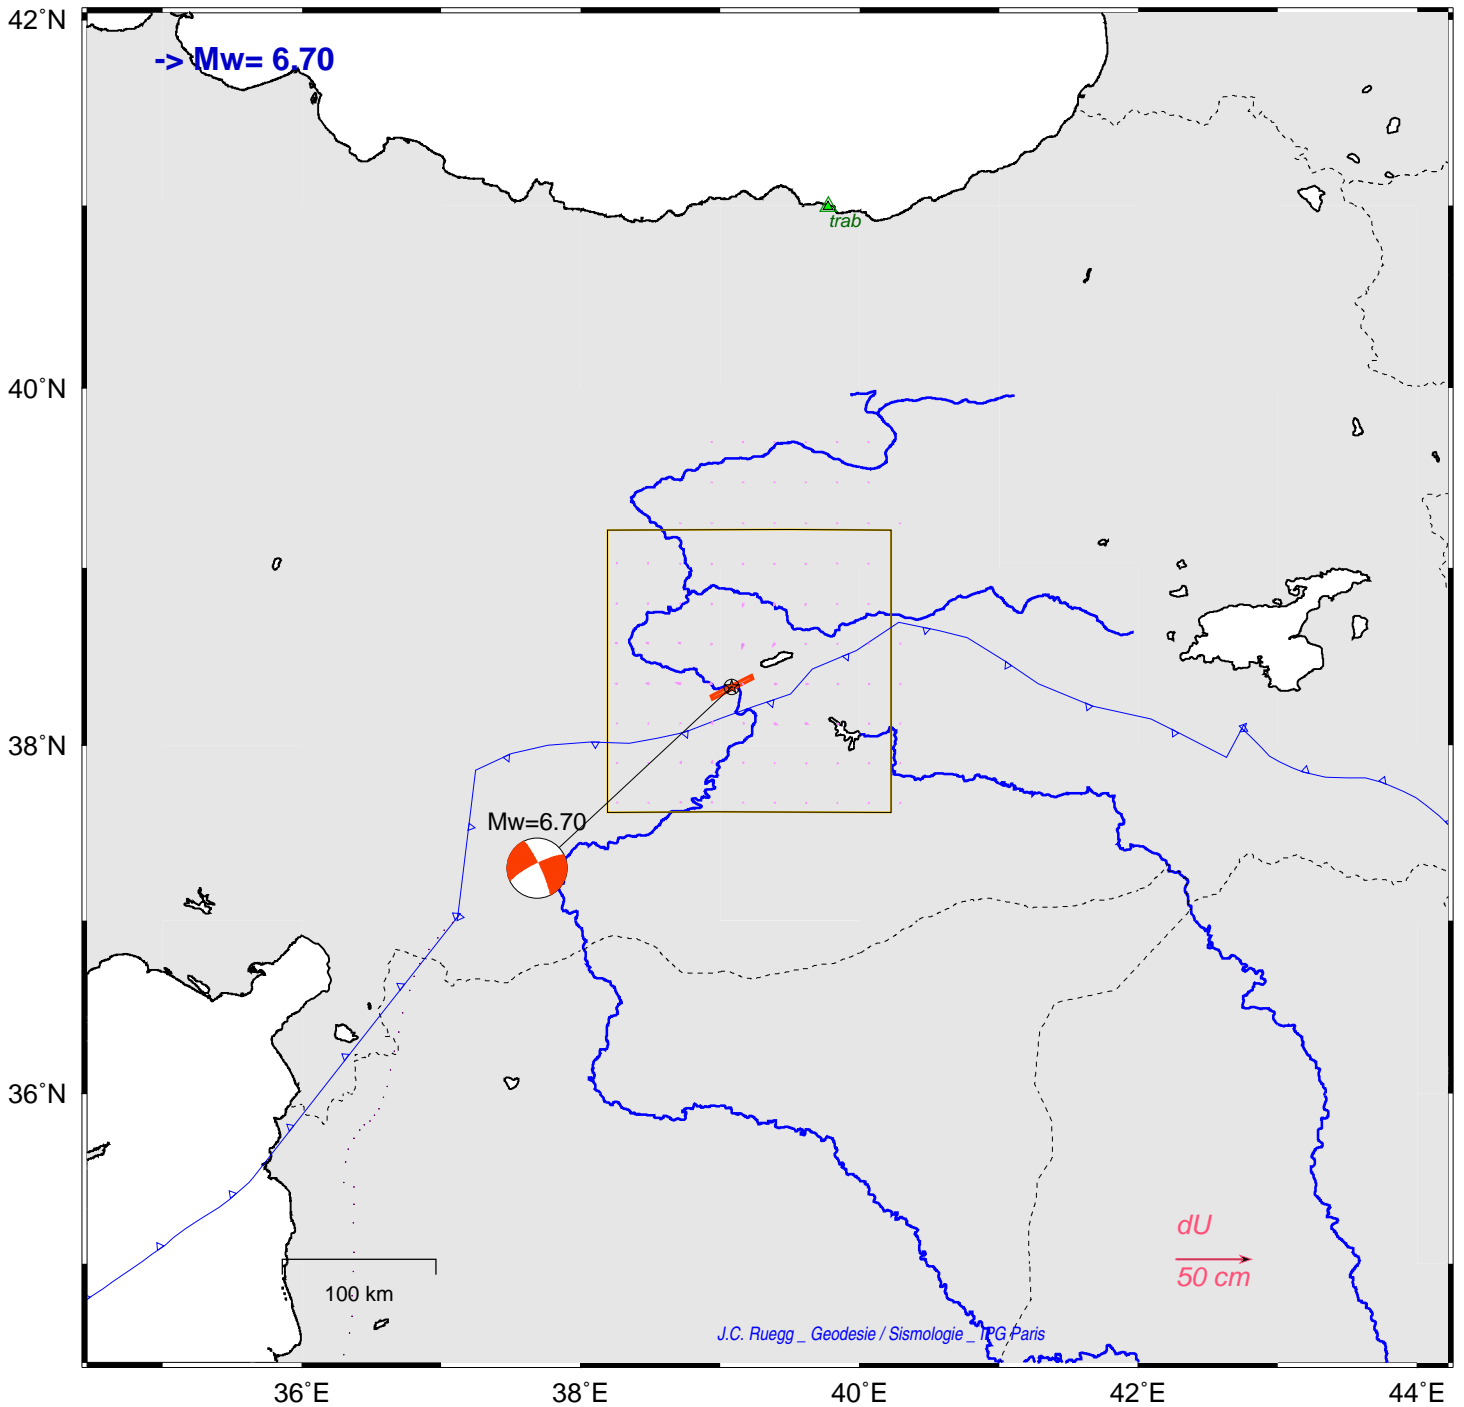 42°N
-> Mw= 6.70
trab
40°N
38°N
Mw=6.70
36°N
dU
50 cm
100 km
J.C. Ruegg _ Geodesie / Sismologie _ IPG Paris
36°E
38°E
40°E
42°E
44°E